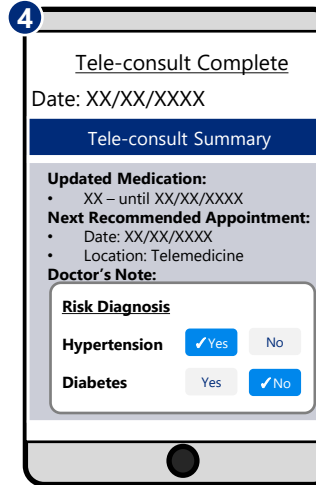 4
Tele-consult Complete
Date: XX/XX/XXXX
Tele-consult Summary
Updated Medication:
• XX – until XX/XX/XXXX
Next Recommended Appointment:
• Date: XX/XX/XXXX
• Location: Telemedicine
Doctor's Note:
Risk Diagnosis
Hypertension ✓Yes No
Diabetes Yes ✓No